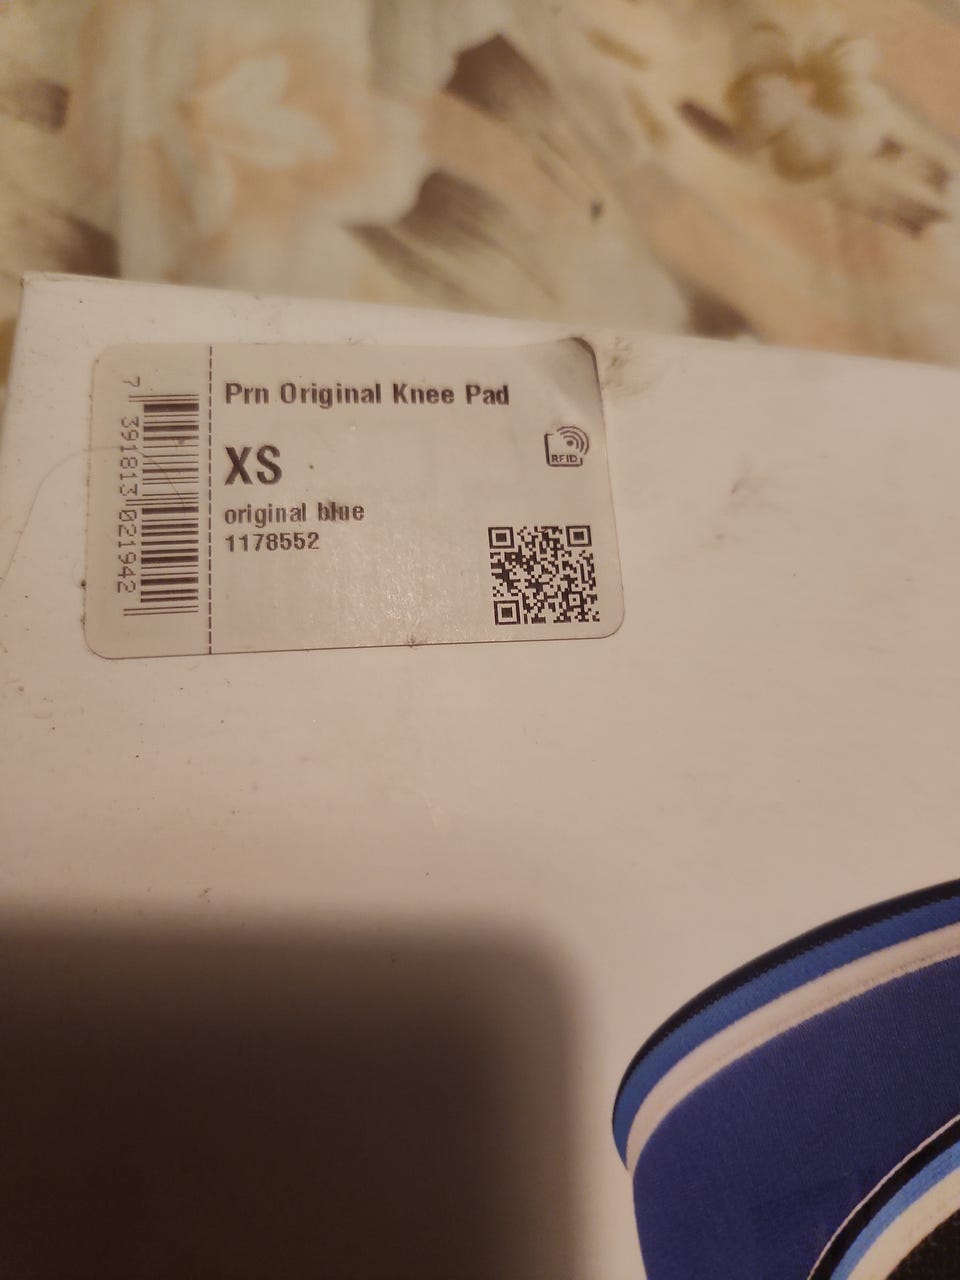 Prn Original Knee Pad
XS
original blue
1178552
RFID
7 391813 021942